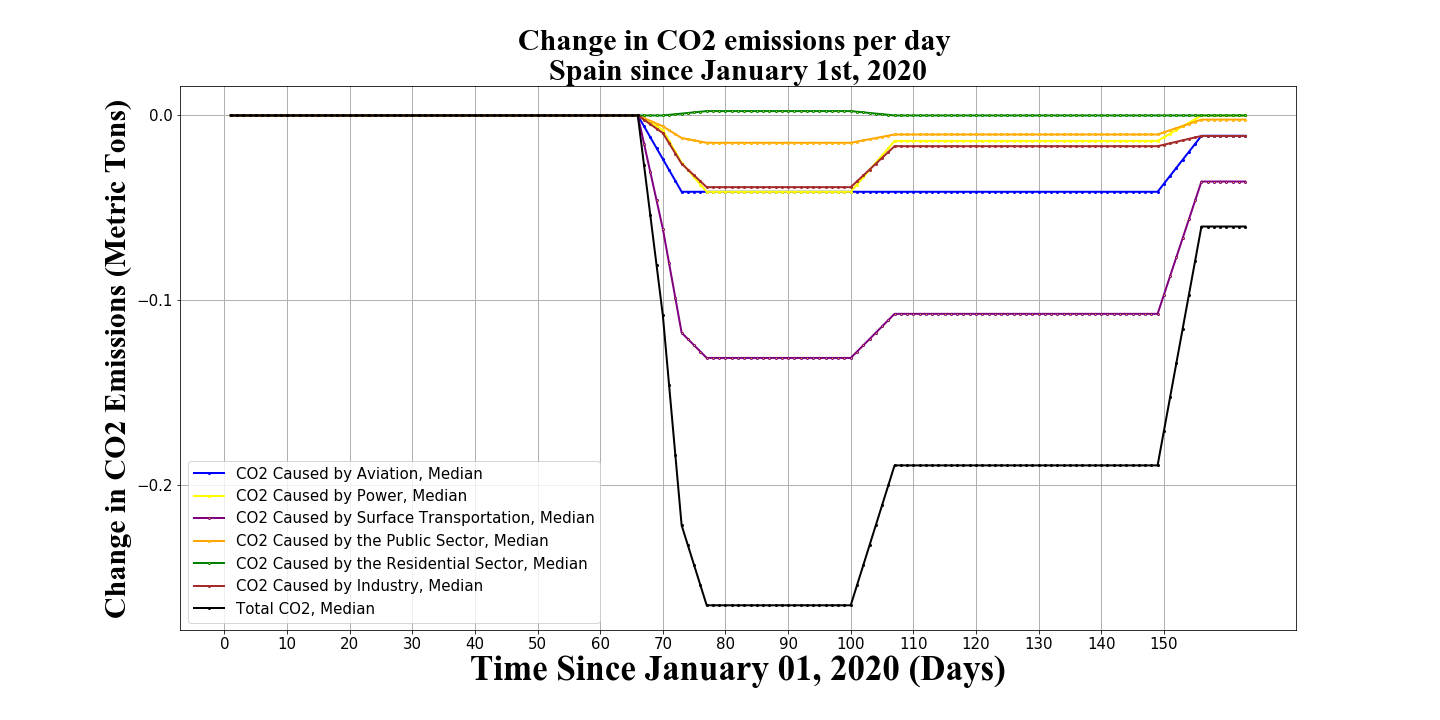 Change in CO2 emissions per day
Spain since January 1st, 2020
Change in CO2 Emissions (Metric Tons)
0.0
−0.1
−0.2
CO2 Caused by Aviation, Median
CO2 Caused by Power, Median
CO2 Caused by Surface Transportation, Median
CO2 Caused by the Public Sector, Median
CO2 Caused by the Residential Sector, Median
CO2 Caused by Industry, Median
Total CO2, Median
0 10 20 30 40 50 60 70 80 90 100 110 120 130 140 150
Time Since January 01, 2020 (Days)